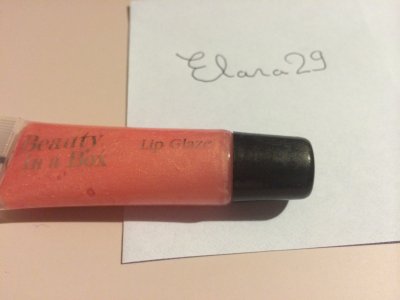 Elara29
Beauty
in a Box
Lip Glaze